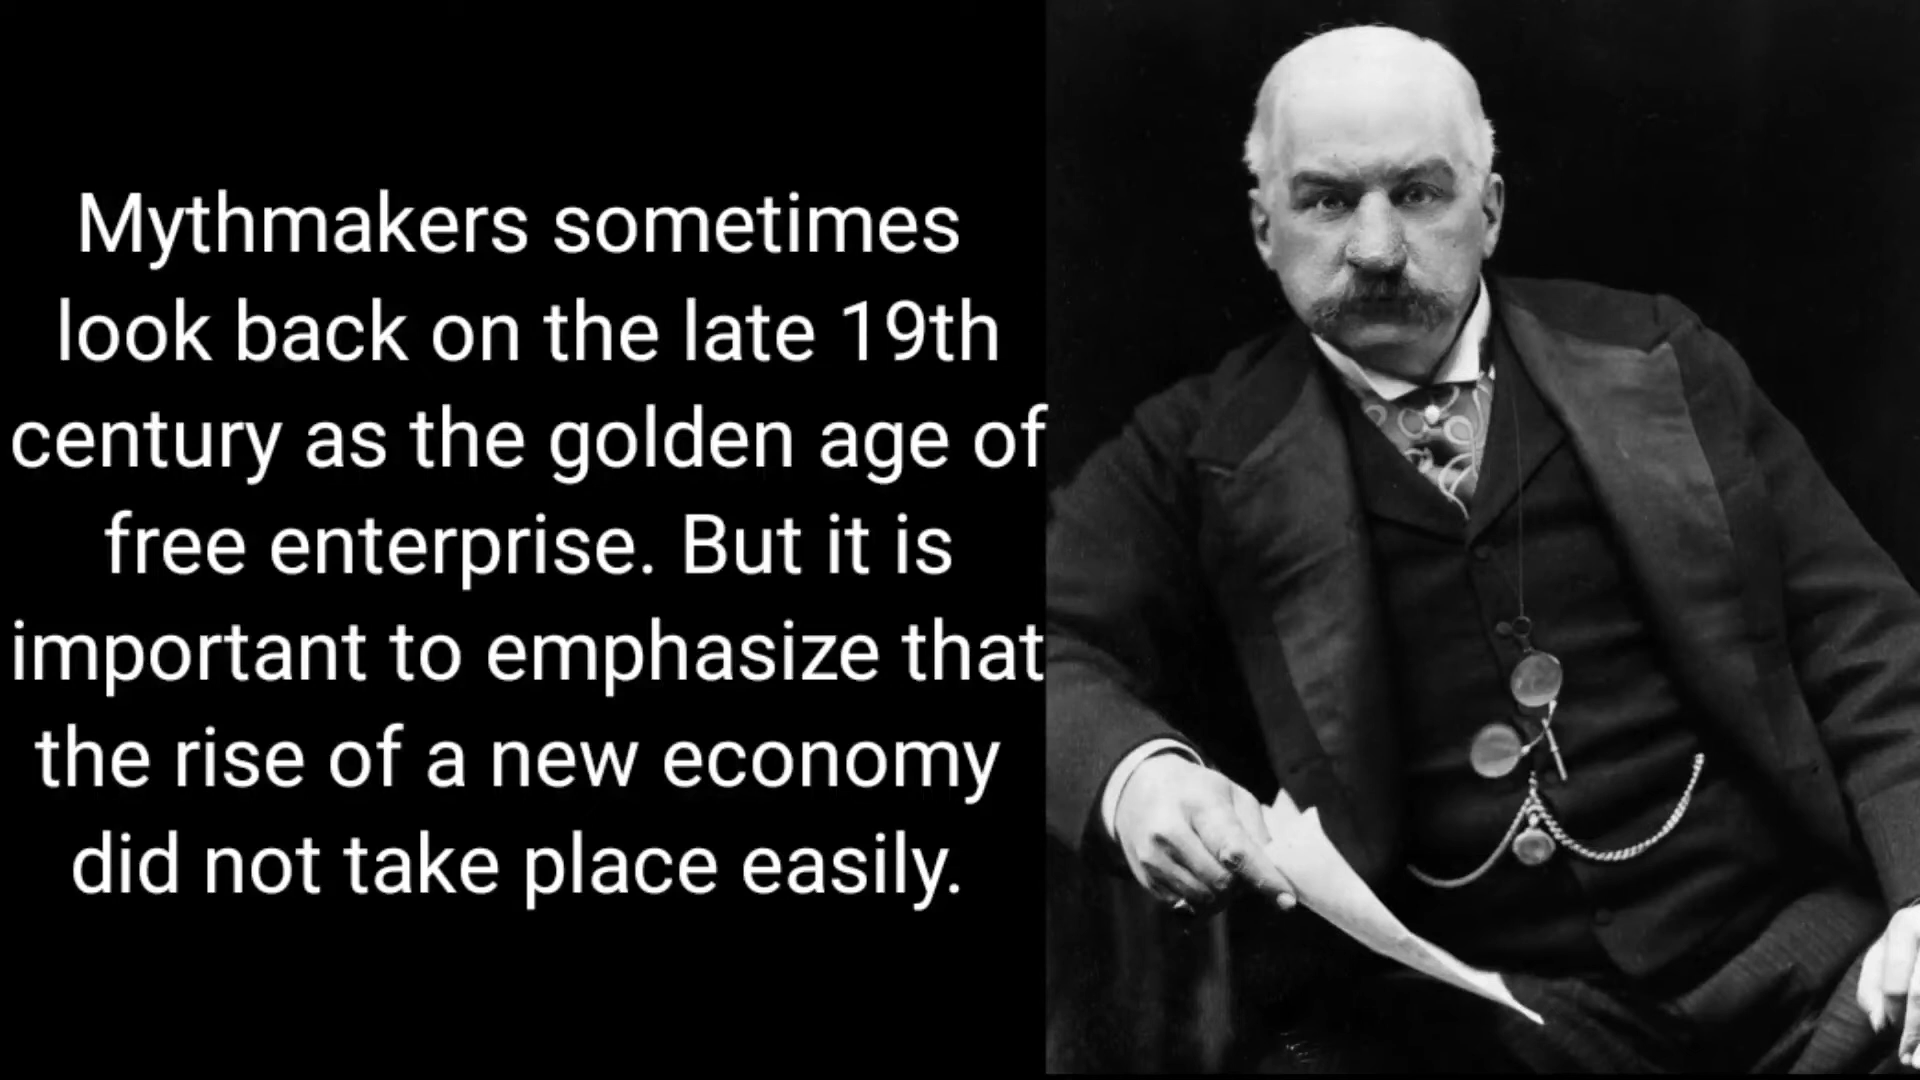 Mythmakers sometimes
look back on the late 19th
century as the golden age of
free enterprise. But it is
important to emphasize that
the rise of a new economy
did not take place easily.